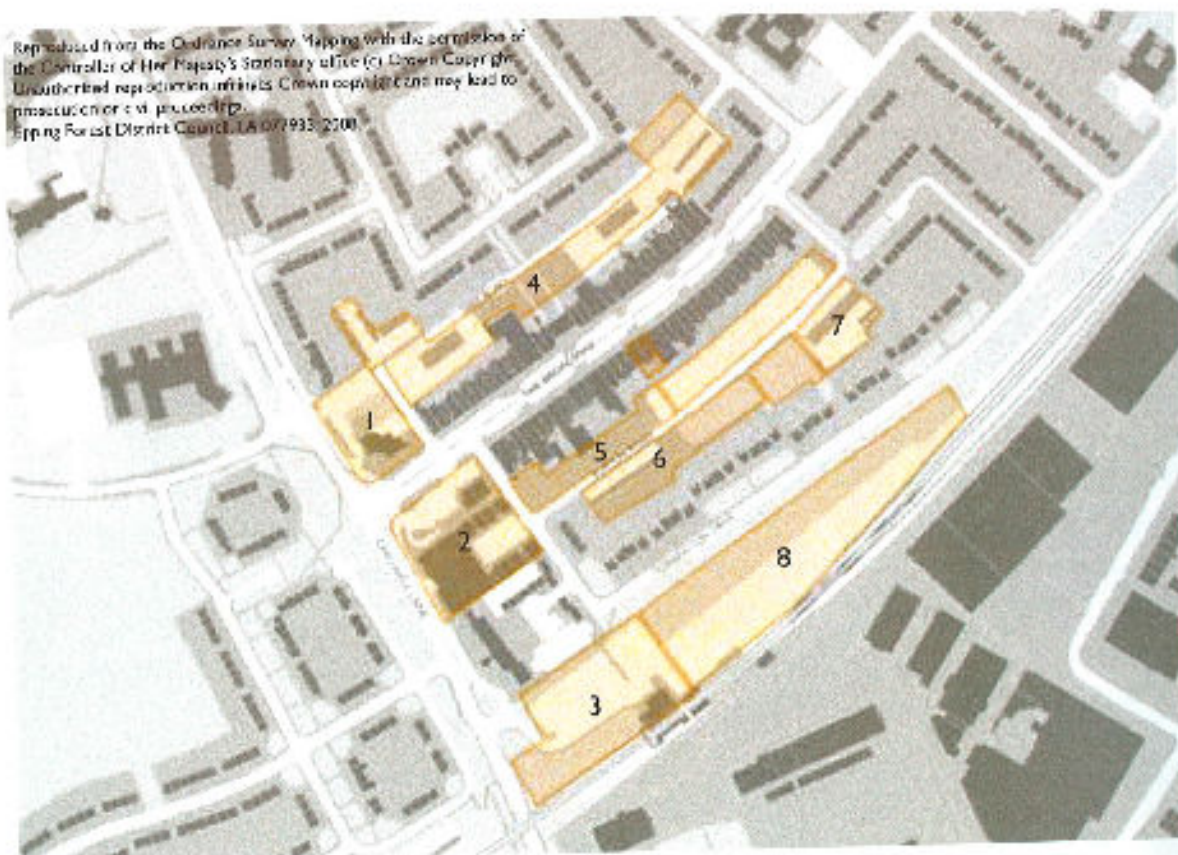 Reproduced from the Ordnance Survey Mapping with the permission of
the Controller of Her Majesty's Stationary office (c) Crown Copyright
Unauthorised reproduction infringes Crown copyright and may lead to
prosecution or civil proceedings.
Epping Forest District Council. LA 077933, 2008
4
7
1
5
6
2
8
3